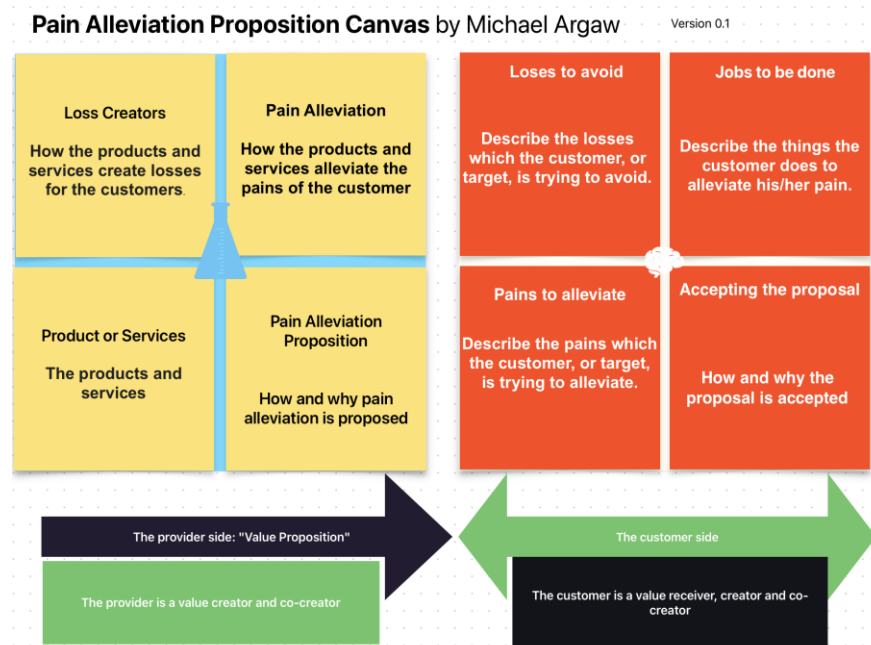 Pain Alleviation Proposition Canvas by Michael Argaw
Version 0.1
Loss Creators
How the products and
services create losses
for the customers.
Pain Alleviation
How the products and
services alleviate the
pains of the customer
Product or Services
The products and
services
Pain Alleviation
Proposition
How and why pain
alleviation is proposed
Loses to avoid
Describe the losses
which the customer, or
target, is trying to avoid.
Jobs to be done
Describe the things the
customer does to
alleviate his/her pain.
Pains to alleviate
Describe the pains which
the customer, or target,
is trying to alleviate.
Accepting the proposal
How and why the
proposal is accepted
The provider side: "Value Proposition"
The provider is a value creator and co-creator
The customer side
The customer is a value receiver, creator and co-
creator